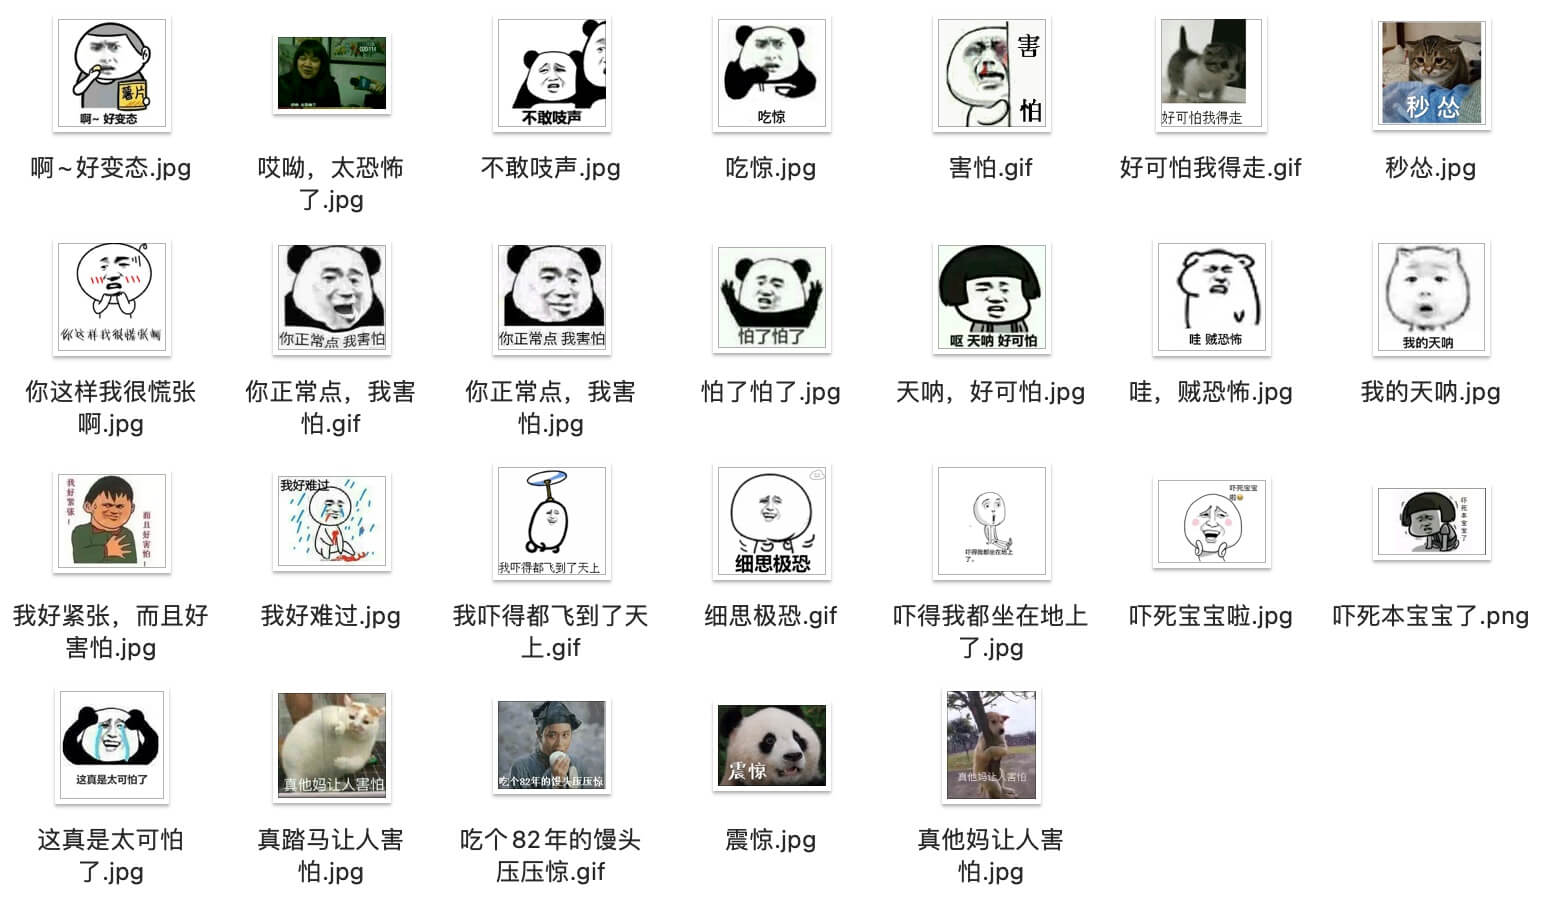 薯片
啊~ 好变态
020114
不敢吱声
吃惊
害
怕
好可怕我得走
秒 怂
啊~好变态.jpg
哎呦，太恐怖
了.jpg
不敢吱声.jpg
吃惊.jpg
害怕.gif
好可怕我得走.gif
秒怂.jpg
你这样我很慌张啊
你正常点 我害怕
你正常点 我害怕
怕了怕了
呕 天呐 好可怕
哇 贼恐怖
我的天呐
你这样我很慌张
啊.jpg
你正常点，我害
怕.gif
你正常点，我害
怕.jpg
怕了怕了.jpg
天呐，好可怕.jpg
哇，贼恐怖.jpg
我的天呐.jpg
我好紧张!
而且好害怕!
我好难过
我吓得都飞到了天上
细思极恐
吓得我都坐在地上
了。
吓死宝宝
啦
吓死本宝宝了
我好紧张，而且好
害怕.jpg
我好难过.jpg
我吓得都飞到了天
上.gif
细思极恐.gif
吓得我都坐在地上
了.jpg
吓死宝宝啦.jpg
吓死本宝宝了.png
这真是太可怕了
真他妈让人害怕
吃个82年的馒头压压惊
震惊
真他妈让人害怕
这真是太可怕
了.jpg
真踏马让人害
怕.jpg
吃个82年的馒头
压压惊.gif
震惊.jpg
真他妈让人害
怕.jpg